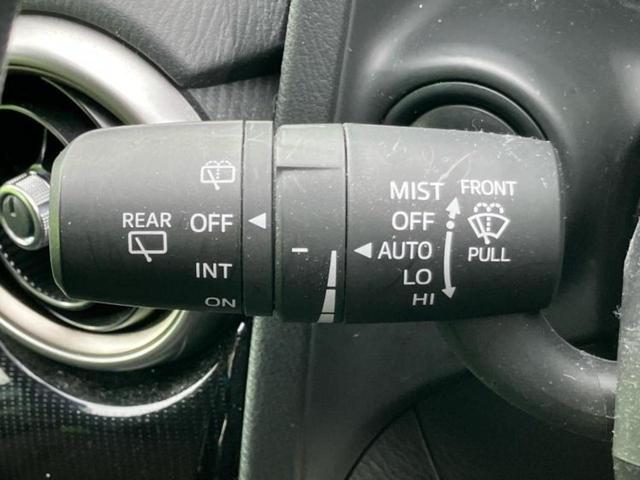 REAR
OFF
INT
ON
MIST
OFF
AUTO
LO
HI
FRONT
PULL